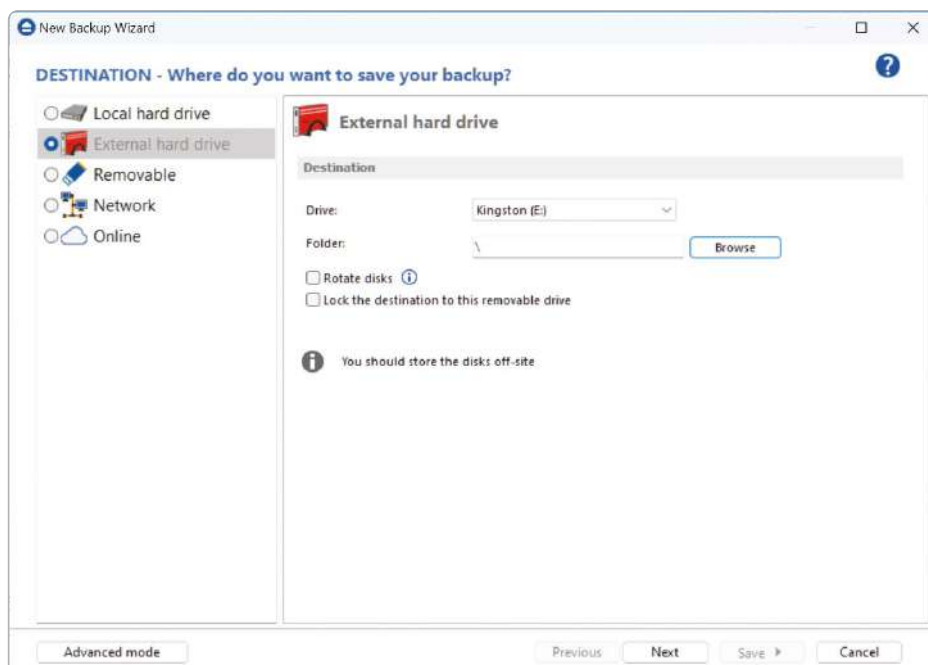 New Backup Wizard
DESTINATION - Where do you want to save your backup?
Local hard drive
External hard drive
Removable
Network
Online
External hard drive
Destination
Drive: Kingston (E:)
Folder: \ Browse
Rotate disks
Lock the destination to this removable drive
You should store the disks off-site
Advanced mode Previous Next Save Cancel